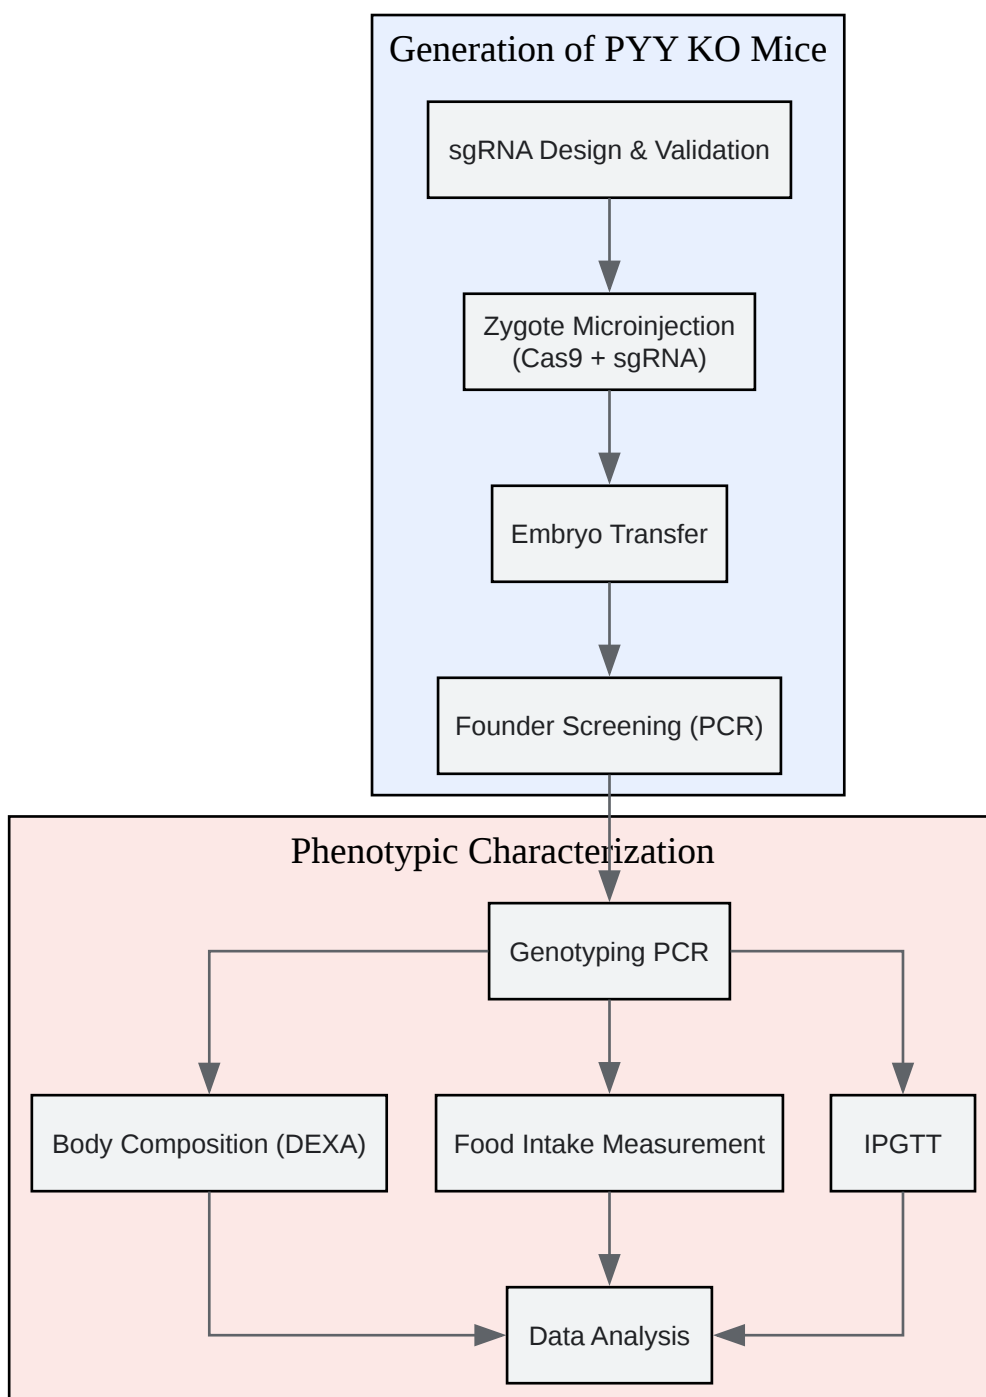 Generation of PYY KO Mice
sgRNA Design & Validation
Zygote Microinjection
(Cas9 + sgRNA)
Embryo Transfer
Founder Screening (PCR)
Phenotypic Characterization
Genotyping PCR
Body Composition (DEXA)
Food Intake Measurement
IPGTT
Data Analysis